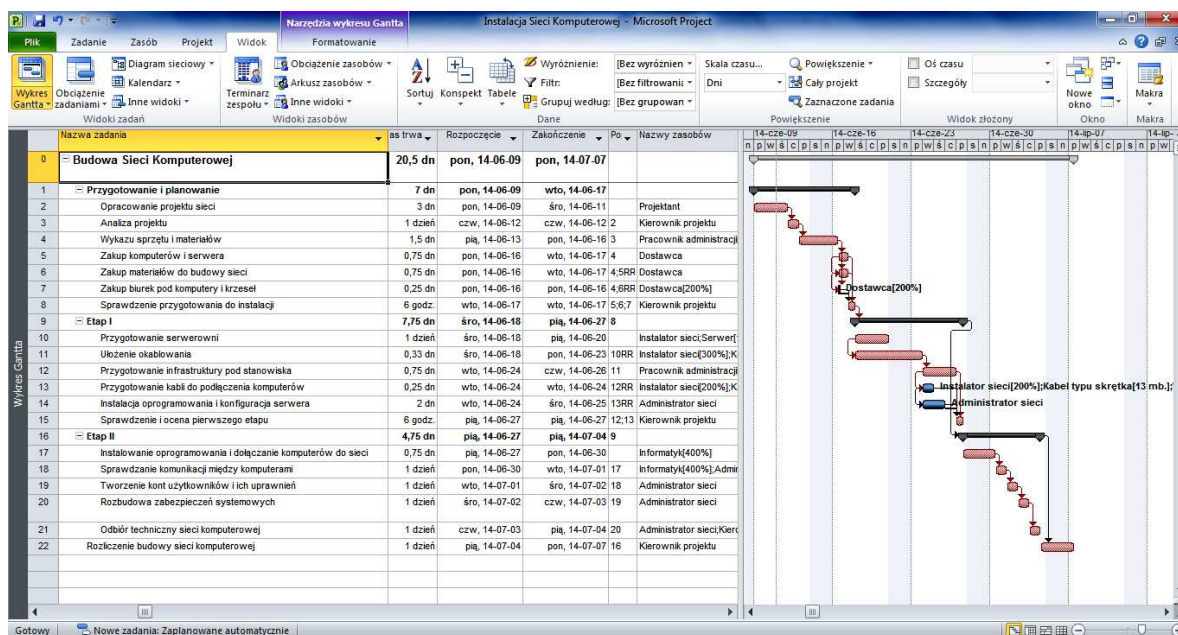 Narzędzia wykresu Gantta
Instalacja Sieci Komputerowej - Microsoft Project
Plik Zadanie Zasób Projekt Widok Formatowanie
Wykres Gantta
Obciążenie zadaniami
Diagram sieciowy
Kalendarz
Inne widoki
Widoki zadań
Terminarz zespołu
Obciążenie zasobów
Arkusz zasobów
Inne widoki
Widoki zasobów
Sortuj Konspekt Tabele
Wyróżnienie: [Bez wyróżnien
Filtr: [Bez filtrowania
Grupuj według: [Bez grupowan
Dane
Skala czasu...
Dni
Powiększenie
Cały projekt
Zaznaczone zadania
Powiększenie
Oś czasu
Szczegóły
Widok złożony
Nowe okno
Okno
Makra
Makra
Nazwa zadania as trwa Rozpoczęcie Zakończenie Po Nazwy zasobów
14-cze-09 14-cze-16 14-cze-23 14-cze-30 14-lip-07 14-lip-
n p w ś c p s n p w ś c p s n p w ś c p s n p w ś c p s n p w ś c p s n p w
0 Budowa Sieci Komputerowej 20,5 dn pon, 14-06-09 pon, 14-07-07
1 Przygotowanie i planowanie 7 dn pon, 14-06-09 wto, 14-06-17
2 Opracowanie projektu sieci 3 dn pon, 14-06-09 śro, 14-06-11 Projektant
3 Analiza projektu 1 dzień czw, 14-06-12 czw, 14-06-12 2 Kierownik projektu
4 Wykazu sprzętu i materiałów 1,5 dn pią, 14-06-13 pon, 14-06-16 3 Pracownik administracji
5 Zakup komputerów i serwera 0,75 dn pon, 14-06-16 wto, 14-06-17 4 Dostawca
6 Zakup materiałów do budowy sieci 0,75 dn pon, 14-06-16 wto, 14-06-17 4;5RR Dostawca
7 Zakup biurek pod komputery i krzeseł 0,25 dn pon, 14-06-16 pon, 14-06-16 4;6RR Dostawca[200%] Dostawca[200%]
8 Sprawdzenie przygotowania do instalacji 6 godz. wto, 14-06-17 wto, 14-06-17 5;6;7 Kierownik projektu
9 Etap I 7,75 dn śro, 14-06-18 pią, 14-06-27 8
10 Przygotowanie serwerowni 1 dzień śro, 14-06-18 pią, 14-06-20 Instalator sieci;Serwer[
11 Ułożenie okablowania 0,33 dn śro, 14-06-18 pon, 14-06-23 10RR Instalator sieci[300%];K
12 Przygotowanie infrastruktury pod stanowiska 0,75 dn wto, 14-06-24 czw, 14-06-26 11 Pracownik administracji
13 Przygotowanie kabli do podłączenia komputerów 0,25 dn wto, 14-06-24 wto, 14-06-24 12RR Instalator sieci[200%];K Instalator sieci[200%];Kabel typu skrętka[13 mb.];
14 Instalacja oprogramowania i konfiguracja serwera 2 dn wto, 14-06-24 śro, 14-06-25 13RR Administrator sieci Administrator sieci
15 Sprawdzenie i ocena pierwszego etapu 6 godz. pią, 14-06-27 pią, 14-06-27 12;13 Kierownik projektu
16 Etap II 4,75 dn pią, 14-06-27 pią, 14-07-04 9
17 Instalowanie oprogramowania i dołączanie komputerów do sieci 0,75 dn pią, 14-06-27 pon, 14-06-30 Informatyk[400%]
18 Sprawdzanie komunikacji między komputerami 1 dzień pon, 14-06-30 wto, 14-07-01 17 Informatyk[400%];Admin
19 Tworzenie kont użytkowników i ich uprawnień 1 dzień wto, 14-07-01 śro, 14-07-02 18 Administrator sieci
20 Rozbudowa zabezpieczeń systemowych 1 dzień śro, 14-07-02 czw, 14-07-03 19 Administrator sieci
21 Odbiór techniczny sieci komputerowej 1 dzień czw, 14-07-03 pią, 14-07-04 20 Administrator sieci;Kiero
22 Rozliczenie budowy sieci komputerowej 1 dzień pią, 14-07-04 pon, 14-07-07 16 Kierownik projektu
Wykres Gantta
Gotowy Nowe zadania: Zaplanowane automatycznie